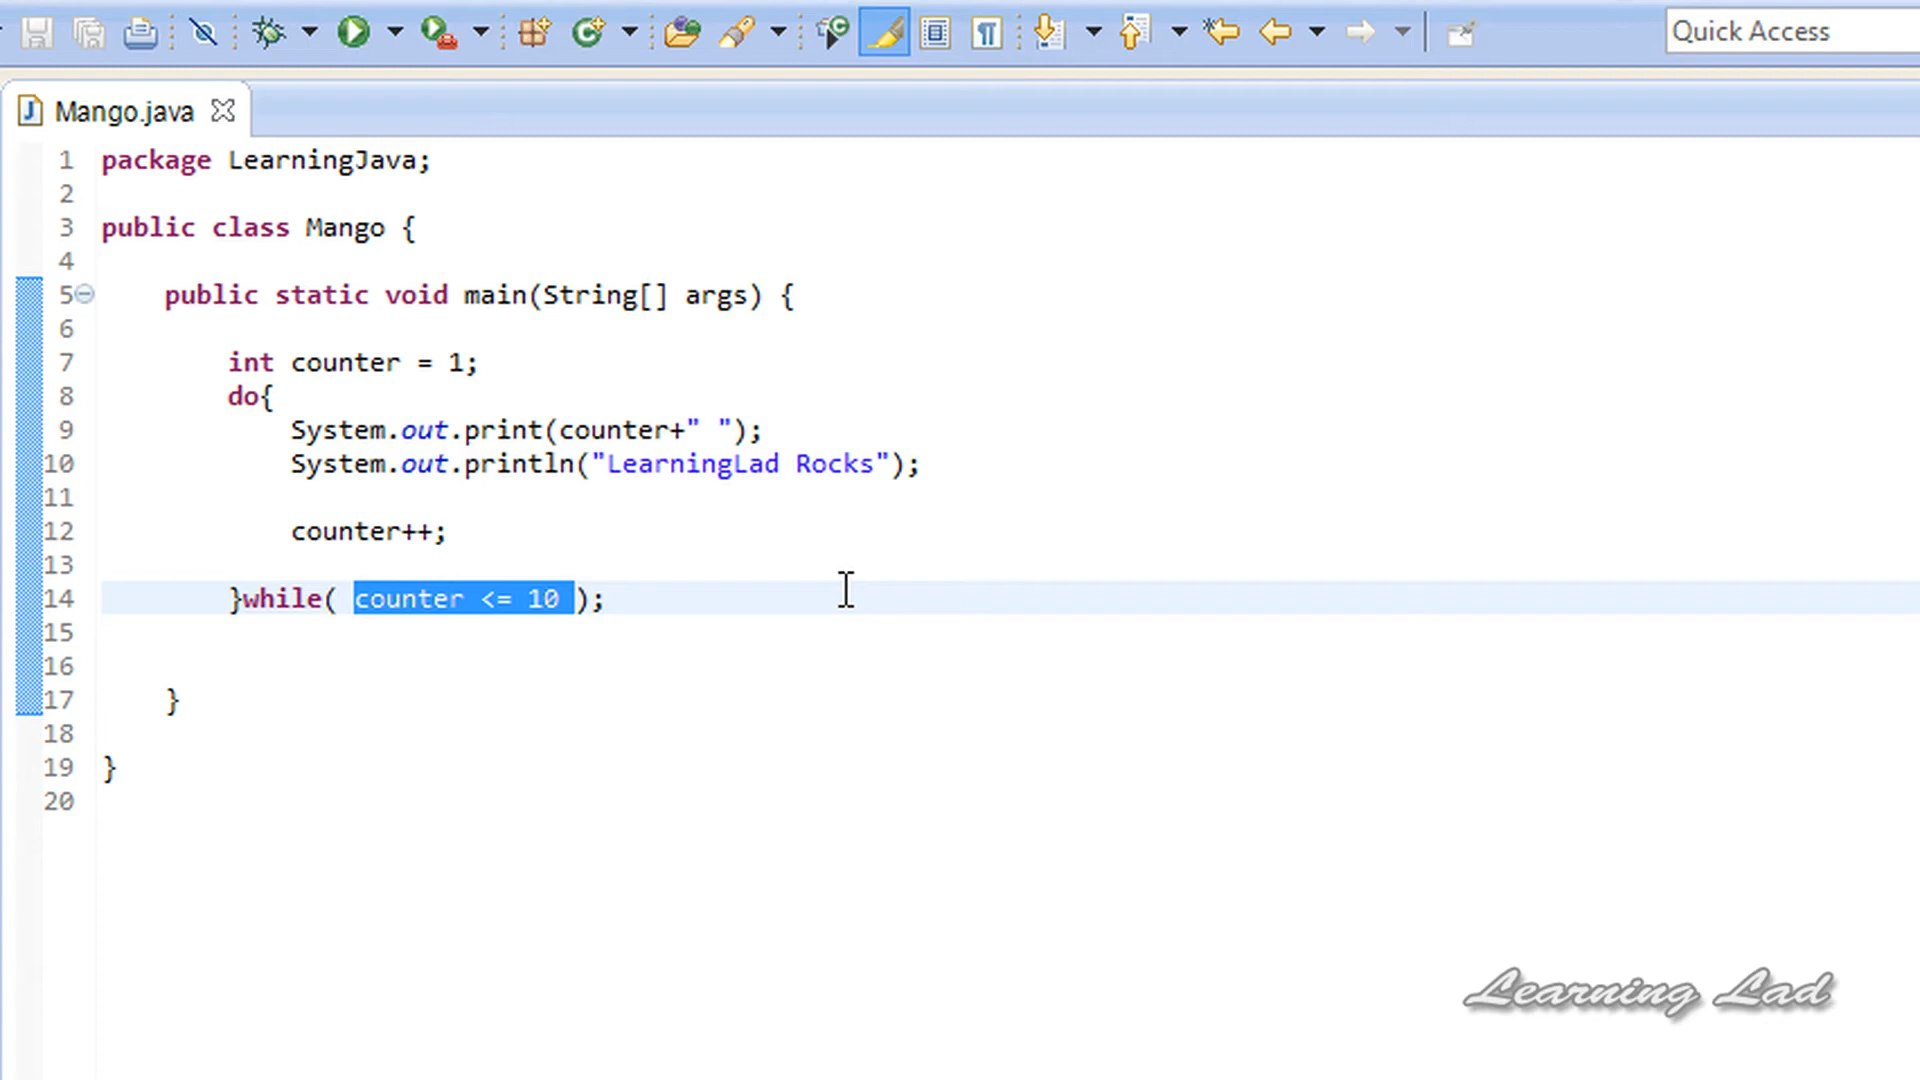 Quick Access
Mango.java
1 package LearningJava;
2
3 public class Mango {
4
5 public static void main(String[] args) {
6
7 int counter = 1;
8 do{
9 System.out.print(counter+" ");
10 System.out.println("LearningLad Rocks");
11
12 counter++;
13
14 }while( counter <= 10 );
15
16
17 }
18
19 }
20
Learning Lad